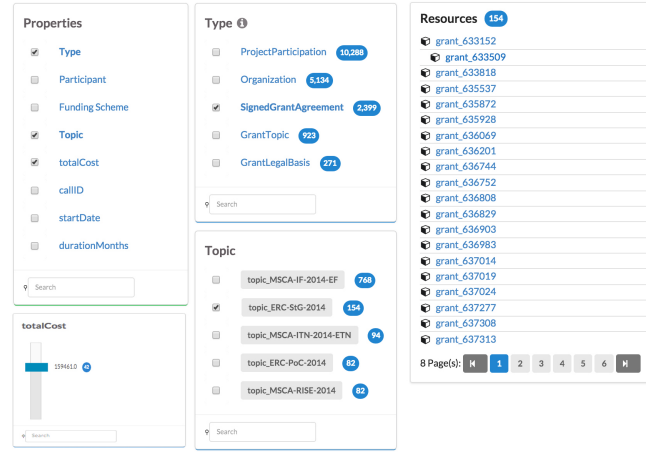 Properties
Type
Participant
Funding Scheme
Topic
totalCost
callID
startDate
durationMonths
Search
totalCost
159461.0 42
Search
Type
ProjectParticipation 10,288
Organization 5,134
SignedGrantAgreement 2,399
GrantTopic 923
GrantLegalBasis 271
Search
Topic
topic_MSCA-IF-2014-EF 768
topic_ERC-StG-2014 154
topic_MSCA-ITN-2014-ETN 94
topic_ERC-PoC-2014 82
topic_MSCA-RISE-2014 82
Search
Resources 154
grant_633152
grant_633509
grant_633818
grant_635537
grant_635872
grant_635928
grant_636069
grant_636201
grant_636744
grant_636752
grant_636808
grant_636829
grant_636903
grant_636983
grant_637014
grant_637019
grant_637024
grant_637277
grant_637308
grant_637313
8 Page(s): 1 2 3 4 5 6